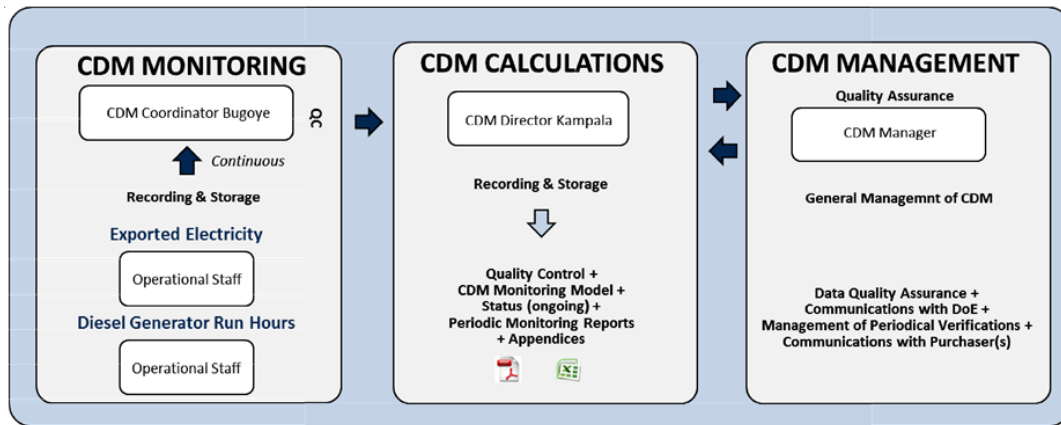 CDM MONITORING
CDM Coordinator Bugoye
QC
Continuous
Recording & Storage
Exported Electricity
Operational Staff
Diesel Generator Run Hours
Operational Staff
CDM CALCULATIONS
CDM Director Kampala
Recording & Storage
Quality Control +
CDM Monitoring Model +
Status (ongoing) +
Periodic Monitoring Reports
+ Appendices
CDM MANAGEMENT
Quality Assurance
CDM Manager
General Managemnt of CDM
Data Quality Assurance +
Communications with DoE +
Management of Periodical Verifications +
Communications with Purchaser(s)